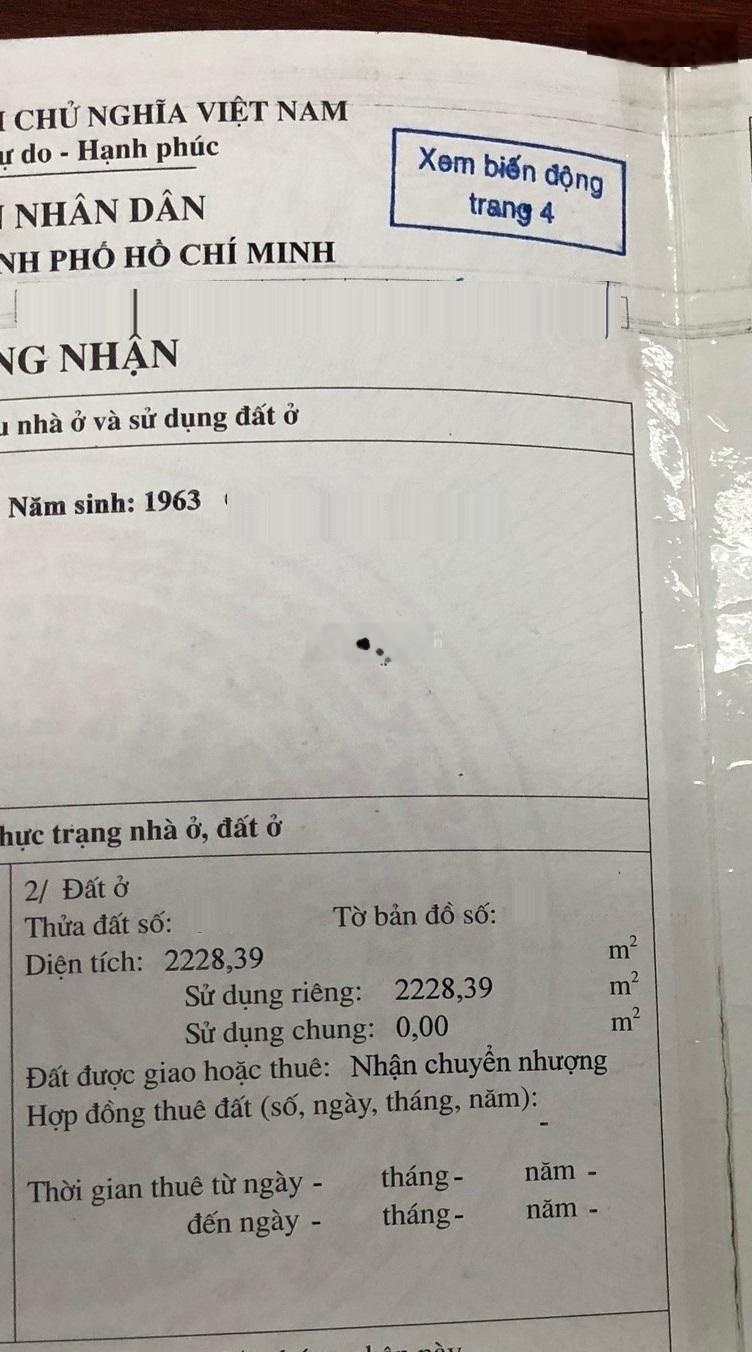 CHỦ NGHĨA VIỆT NAM
ự do - Hạnh phúc
Xem biến động
trang 4
NHÂN DÂN
NH PHỐ HỒ CHÍ MINH
NG NHẬN
u nhà ở và sử dụng đất ở
Năm sinh: 1963
hực trạng nhà ở, đất ở
2/ Đất ở
Thửa đất số: Tờ bản đồ số:
Diện tích: 2228,39 m²
Sử dụng riêng: 2228,39 m²
Sử dụng chung: 0,00 m²
Đất được giao hoặc thuê: Nhận chuyển nhượng
Hợp đồng thuê đất (số, ngày, tháng, năm): -
Thời gian thuê từ ngày - tháng - năm -
đến ngày - tháng - năm -